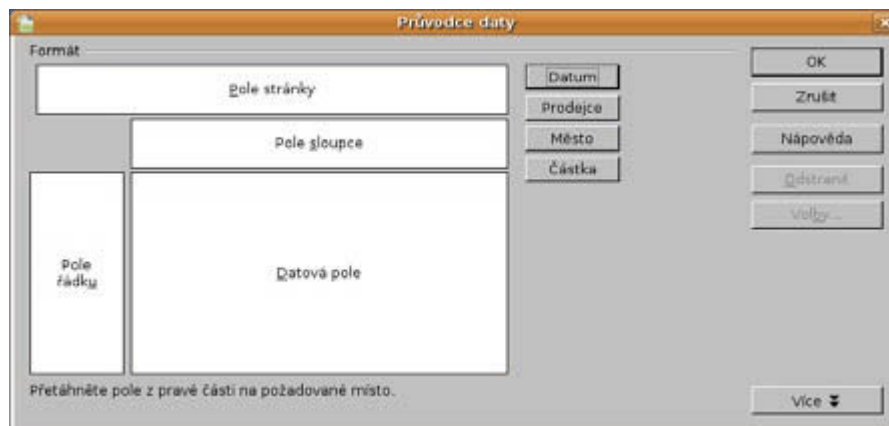 Průvodce daty
Formát
Pole stránky
Pole sloupce
Pole
řádky
Datová pole
Datum
Prodejce
Město
Částka
OK
Zrušit
Nápověda
Odstranit
Volby...
Přetáhněte pole z pravé části na požadované místo.
Více